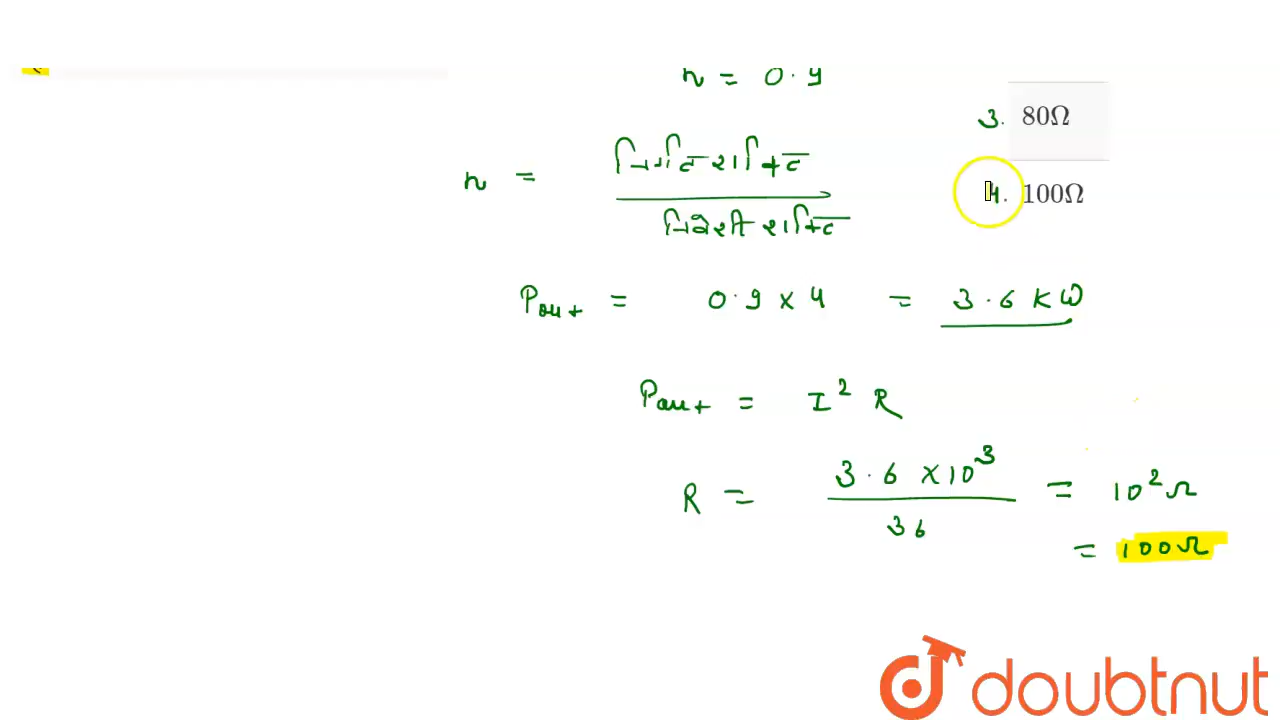 η = 0.9
3. 80Ω
η = निर्गत शक्ति
निवेशी शक्ति
4. 100Ω
Pout = 0.9 × 4 = 3.6 kW
Pout = I² R
R = 3.6 × 10³ / 36 = 10² Ω
= 100Ω
doubtnut